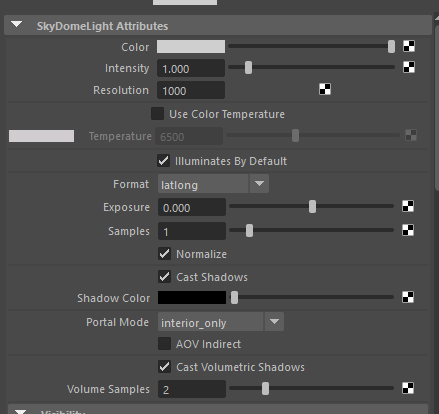 SkyDomeLight Attributes
Color
Intensity 1.000
Resolution 1000
Use Color Temperature
Temperature 6500
Illuminates By Default
Format latlong
Exposure 0.000
Samples 1
Normalize
Cast Shadows
Shadow Color
Portal Mode interior_only
AOV Indirect
Cast Volumetric Shadows
Volume Samples 2
Visibility